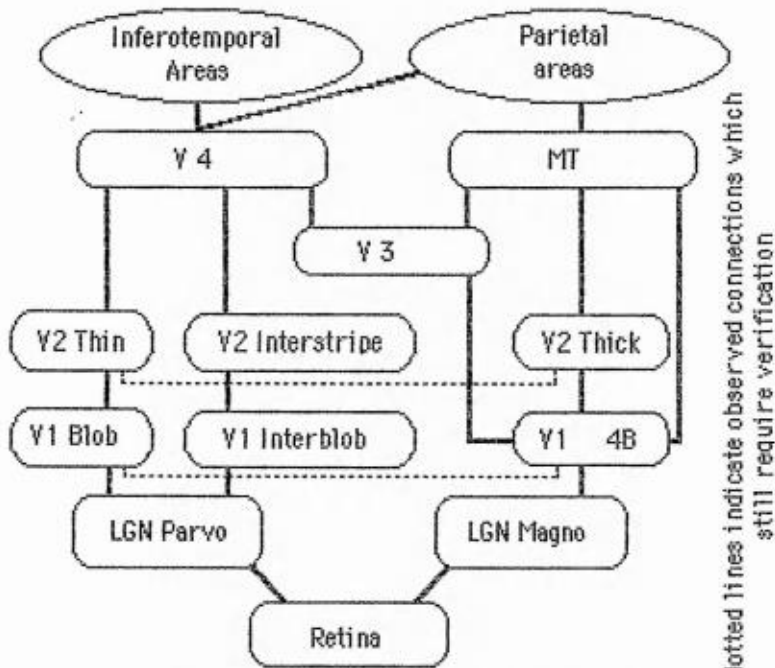 Inferotemporal
Areas
Parietal
areas
V 4
MT
V 3
V2 Thin
V2 Interstripe
V2 Thick
V1 Blob
V1 Interblob
V1 4B
LGN Parvo
LGN Magno
Retina
otted lines indicate observed connections which
still require verification